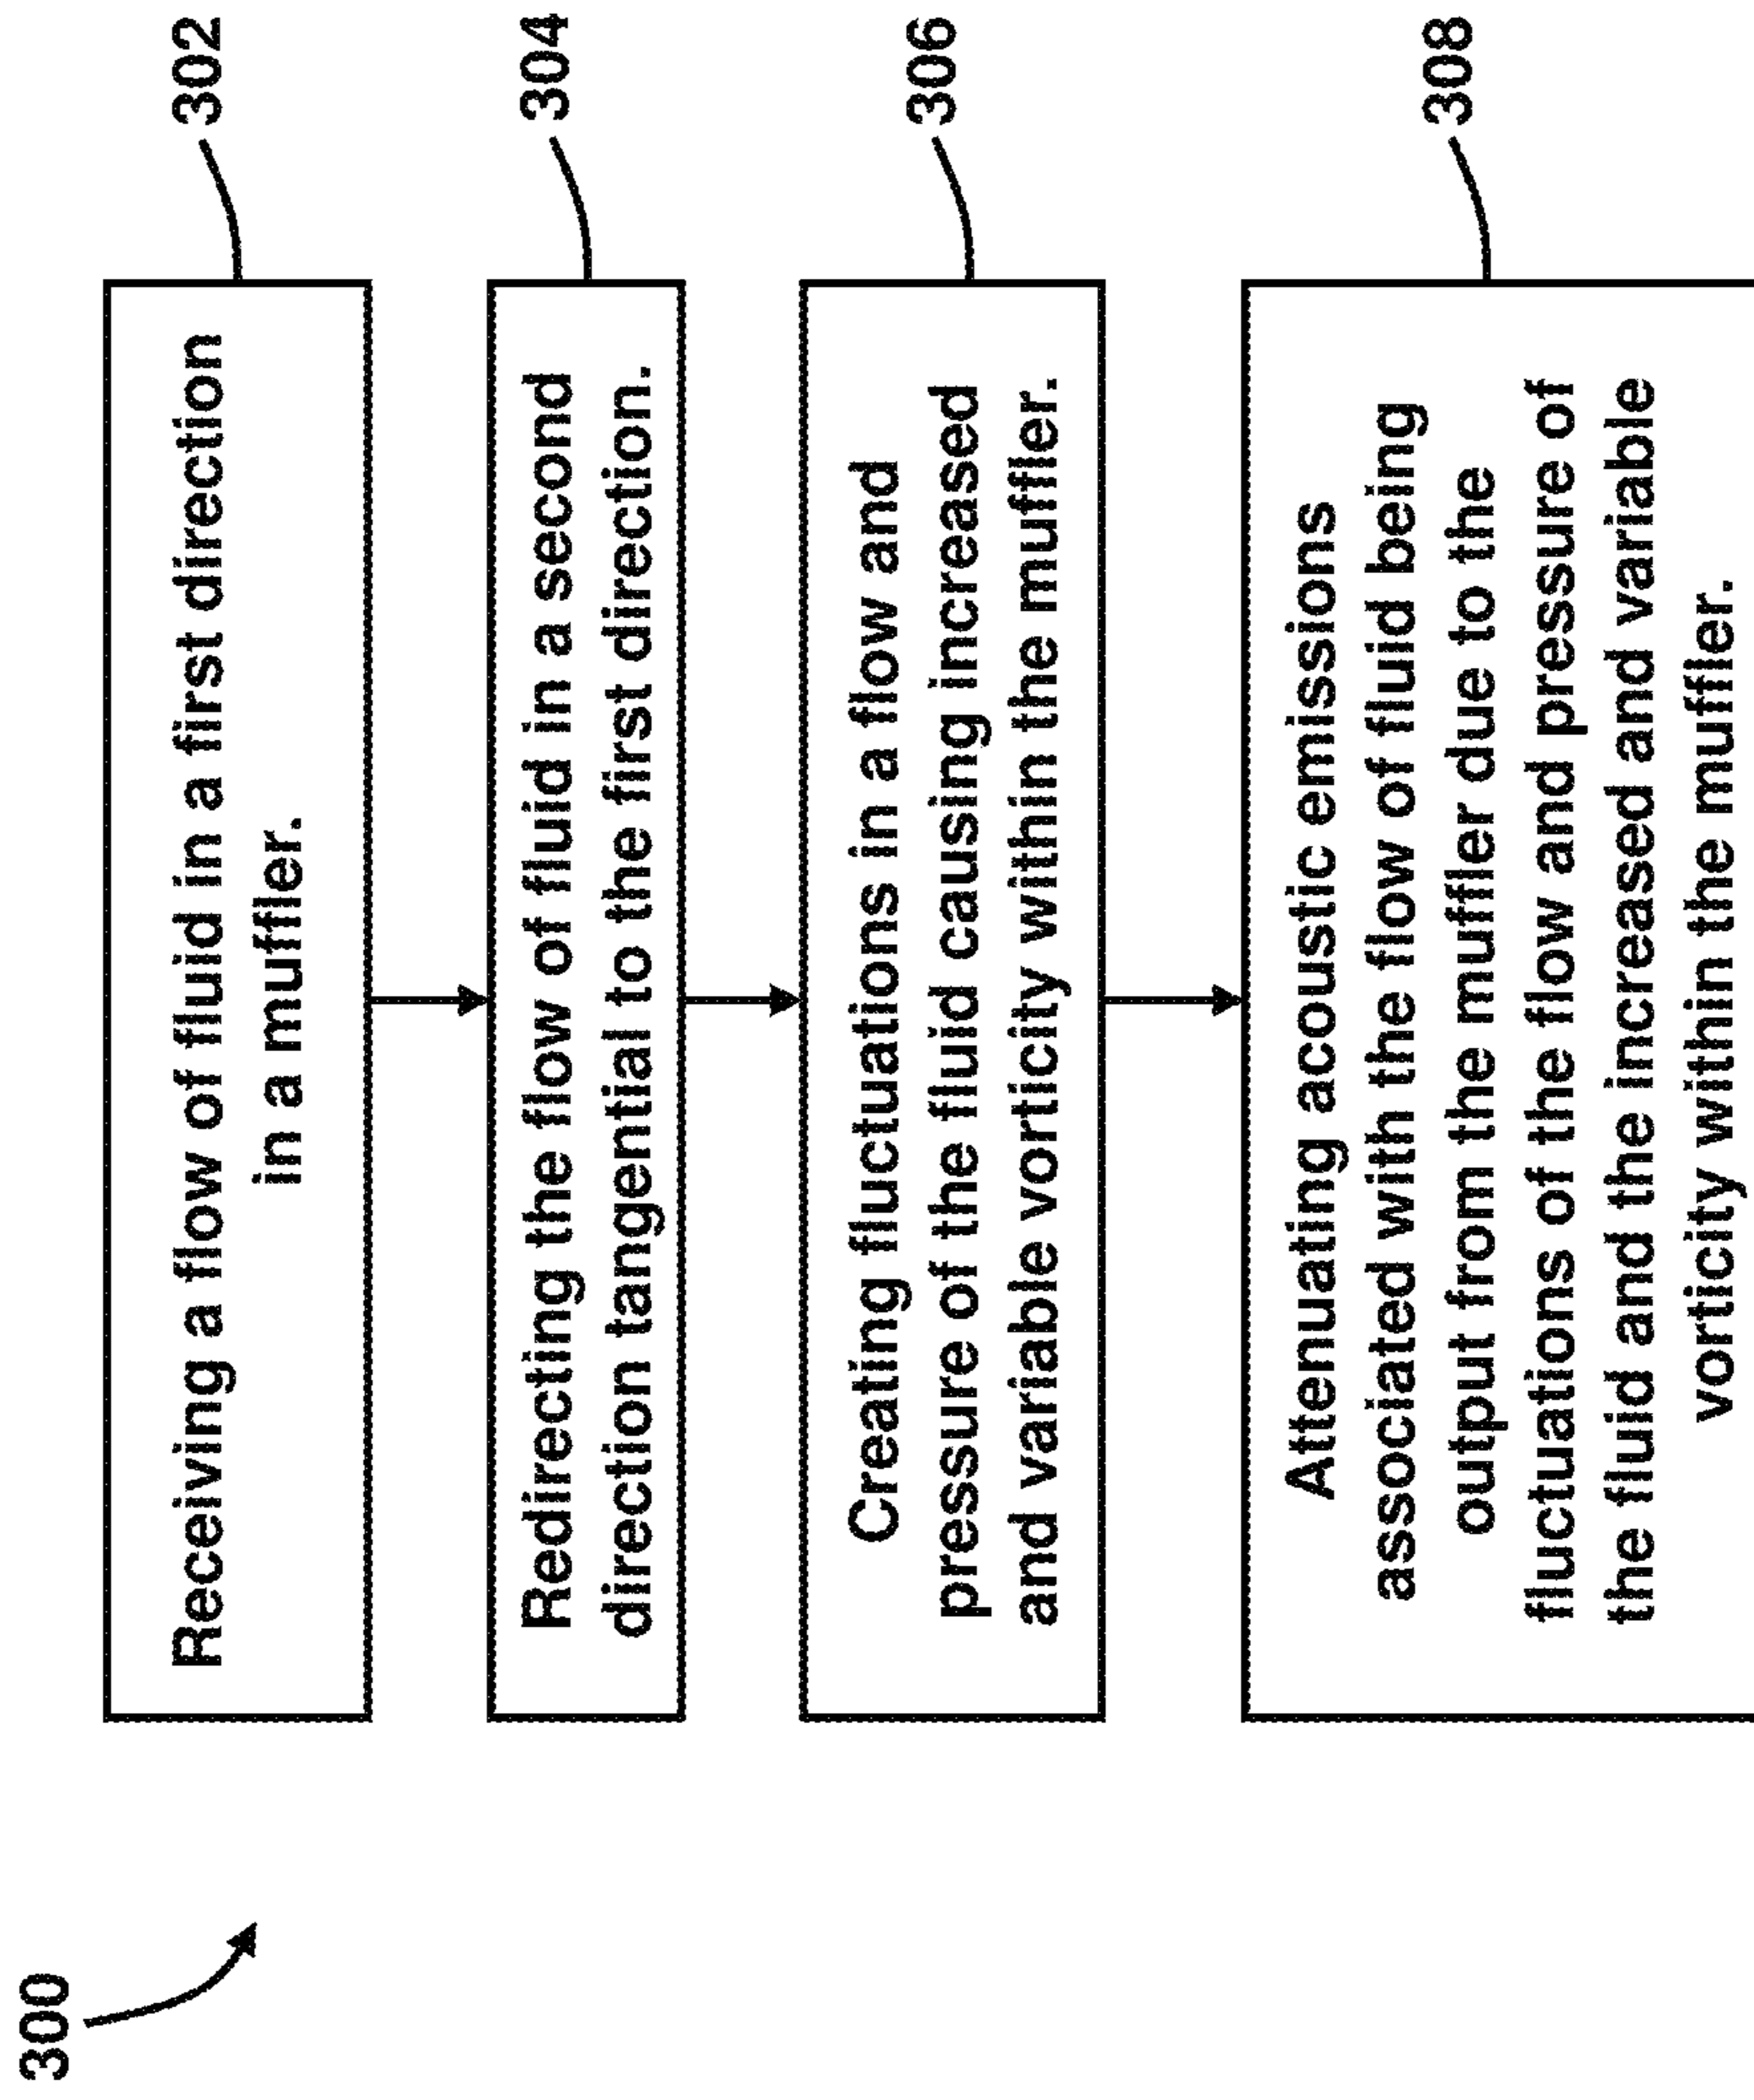 300
Receiving a flow of fluid in a first direction
in a muffler.
302
Redirecting the flow of fluid in a second
direction tangential to the first direction.
304
Creating fluctuations in a flow and
pressure of the fluid causing increased
and variable vorticity within the muffler.
306
Attenuating acoustic emissions
associated with the flow of fluid being
output from the muffler due to the
fluctuations of the flow and pressure of
the fluid and the increased and variable
vorticity within the muffler.
308